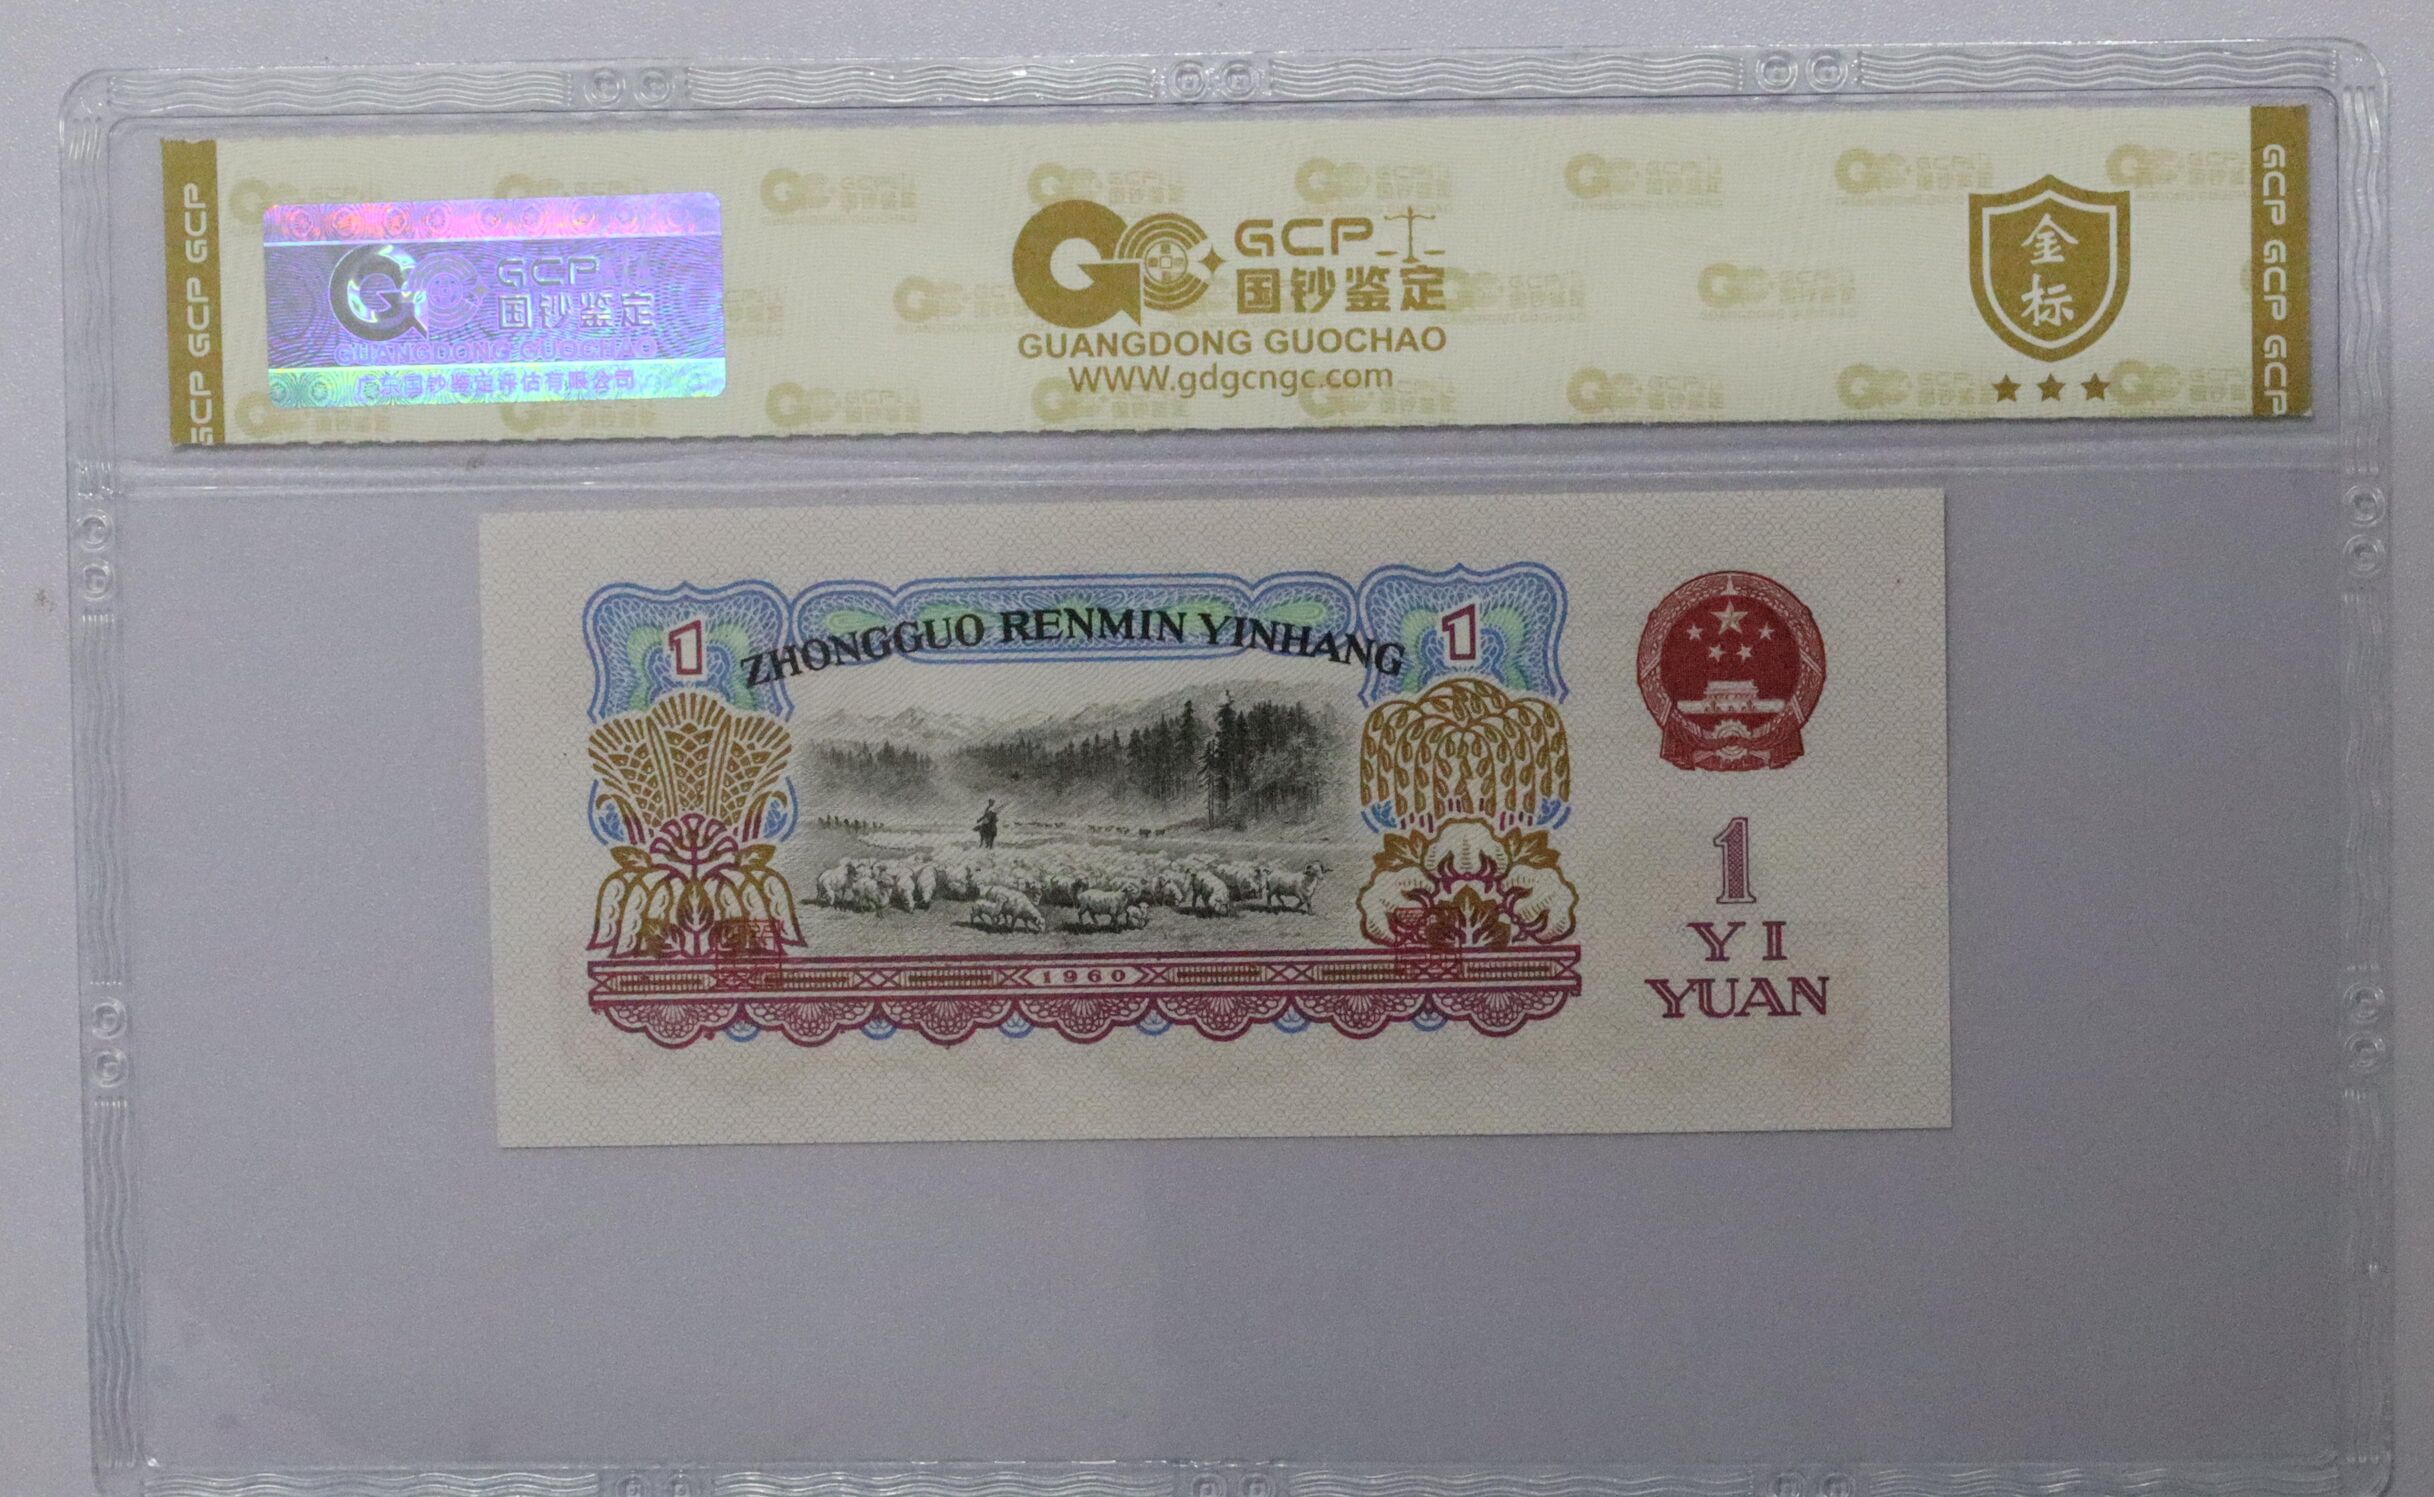 GCP GCP GCP
GCP
国钞鉴定
GUANGDONG GUOCHAO
广东国钞鉴定评估有限公司
GCP
国钞鉴定
GUANGDONG GUOCHAO
WWW.gdgcngc.com
金标
GCP GCP GCP
1
ZHONGGUO RENMIN YINHANG
1
1960
1
YI
YUAN